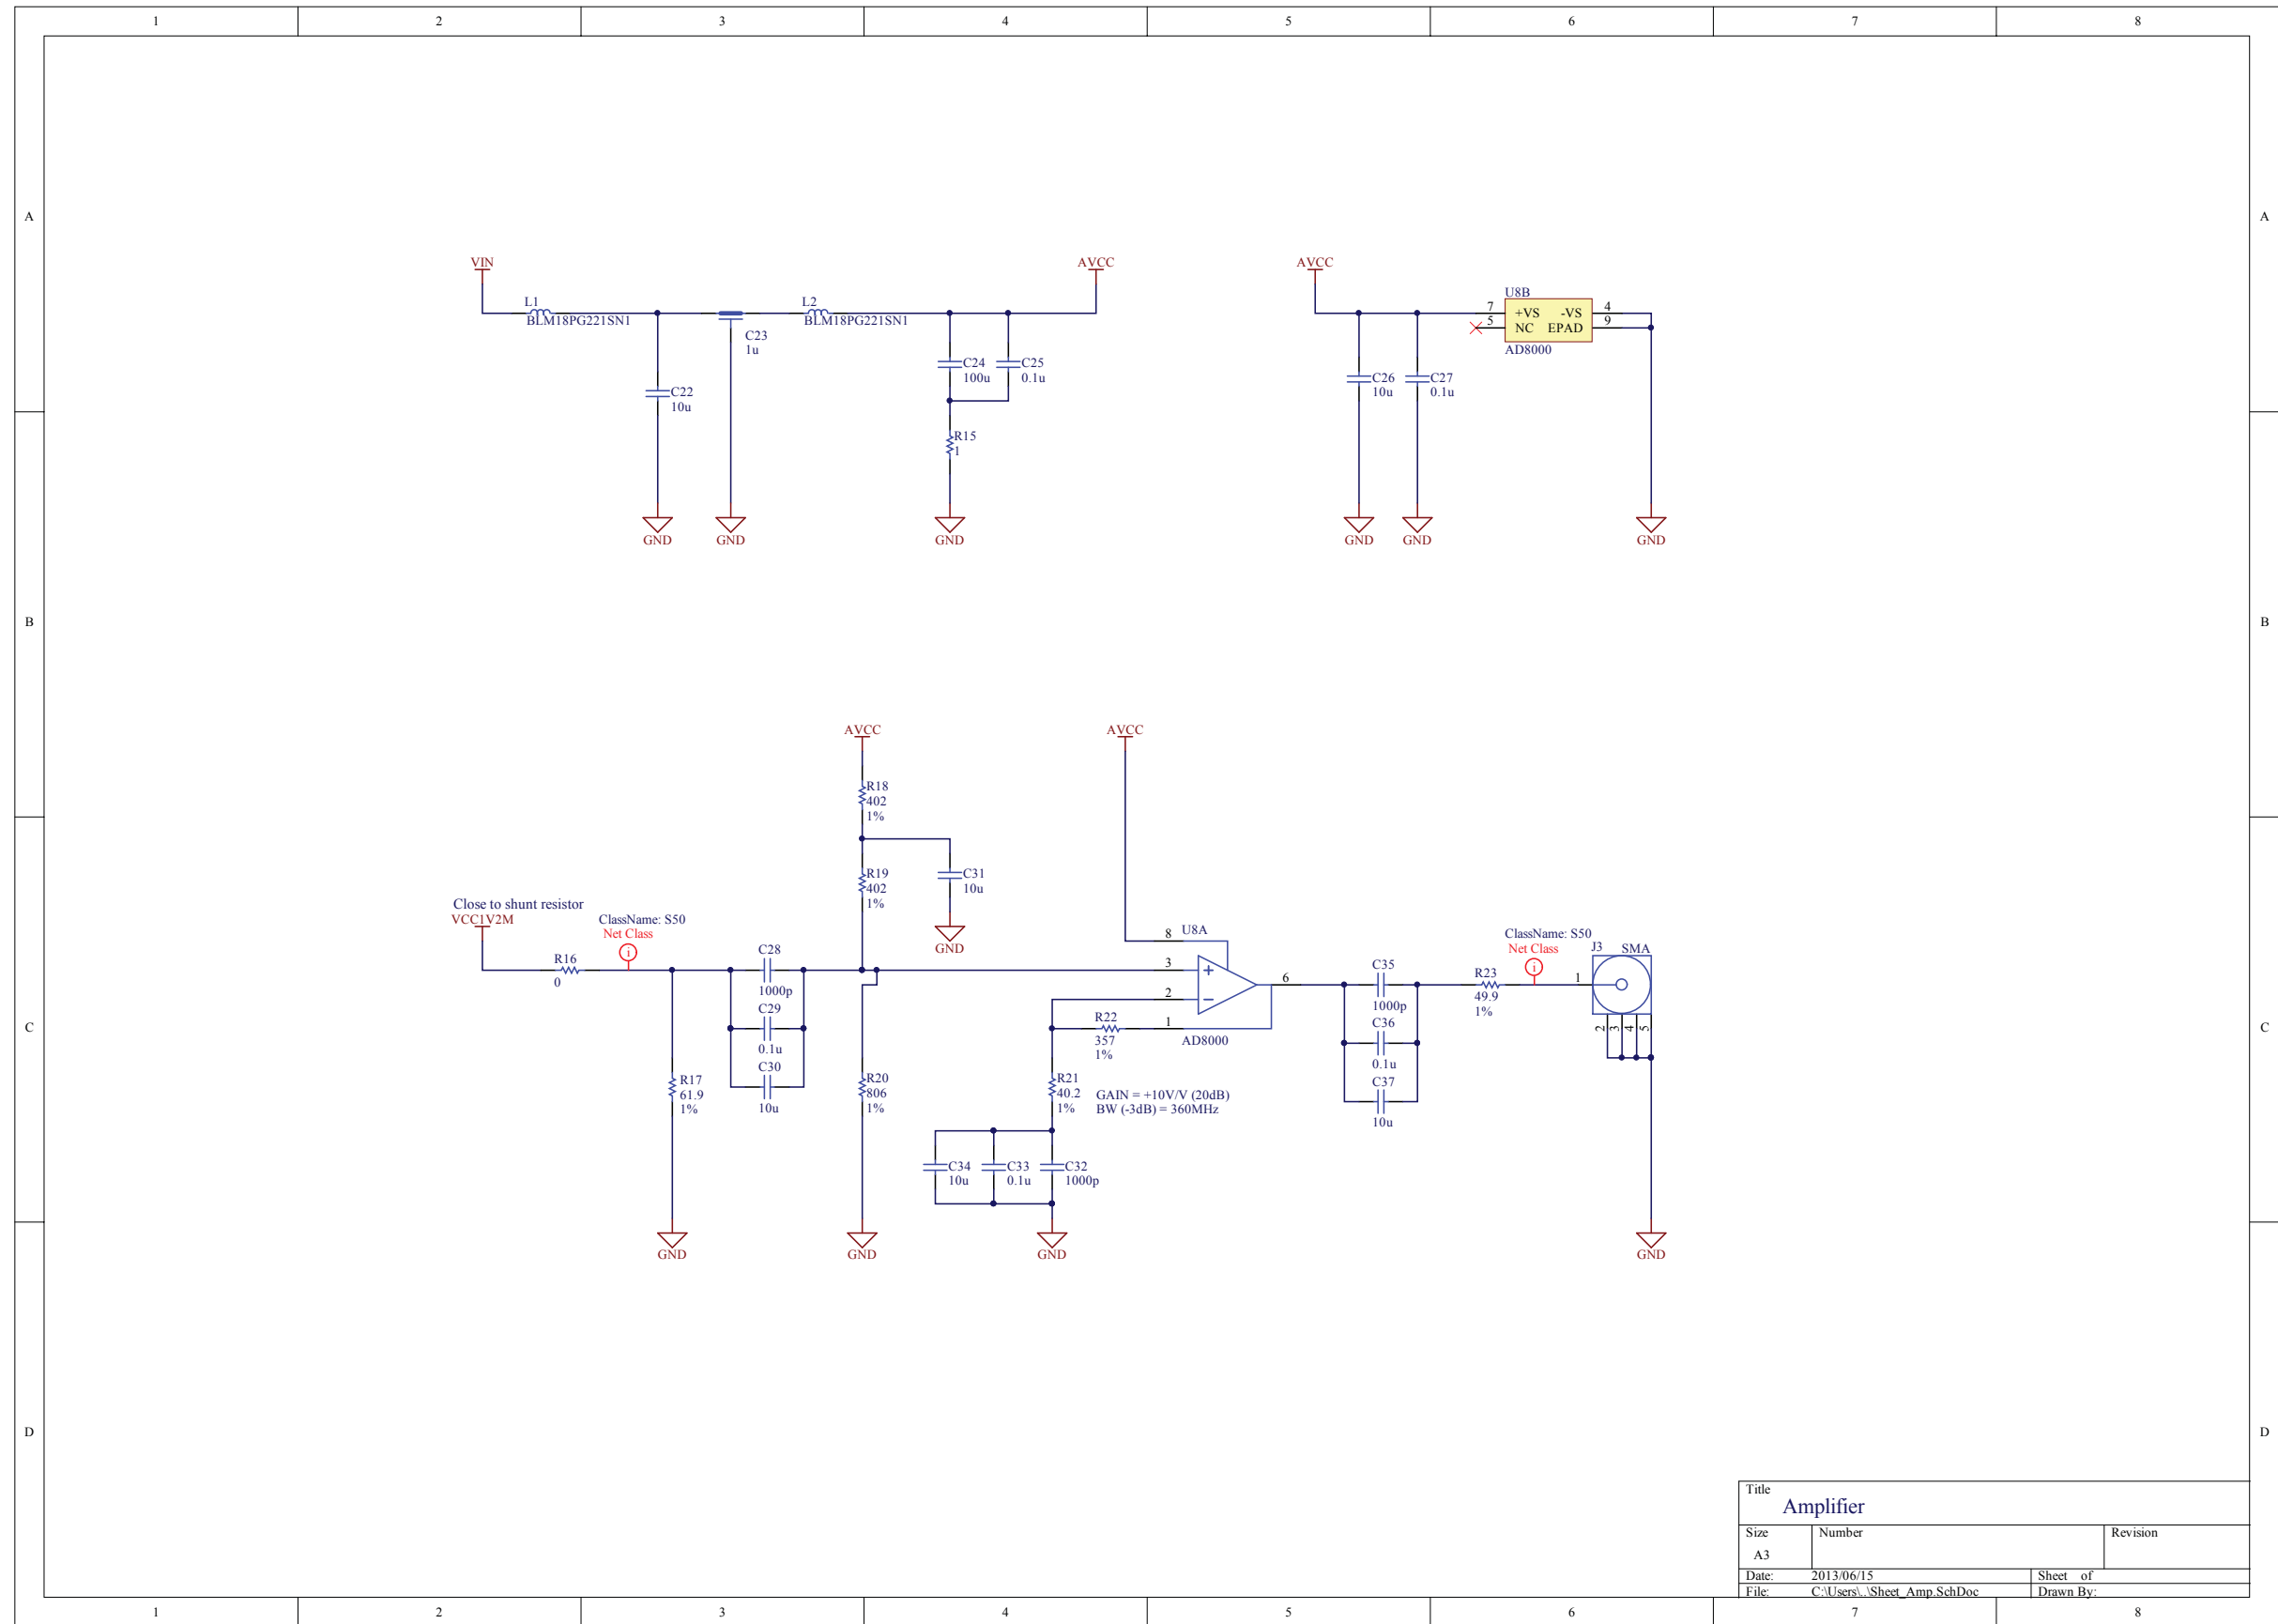 1 2 3 4 5 6 7 8
A A
VIN AVCC AVCC
L1
BLM18PG221SN1
L2
BLM18PG221SN1
C23
1u
C22
10u
C24
100u
C25
0.1u
R15
1
GND GND GND
C26
10u
C27
0.1u
U8B
7 +VS -VS 4
5 NC EPAD 9
AD8000
GND GND GND
B B
AVCC AVCC
R18
402
1%
R19
402
1%
C31
10u
GND
Close to shunt resistor
VCC1V2M
ClassName: S50
Net Class
i
R16
0
C28
1000p
C29
0.1u
C30
10u
R17
61.9
1%
R20
806
1%
8 U8A
3
2
1
6
AD8000
R22
357
1%
R21
40.2
1%
GAIN = +10V/V (20dB)
BW (-3dB) = 360MHz
C34
10u
C33
0.1u
C32
1000p
C35
1000p
C36
0.1u
C37
10u
R23
49.9
1%
ClassName: S50
Net Class
i
J3 SMA
1
2 3 4 5
GND GND GND GND
C C
D D
Title
Amplifier
Size Number Revision
A3
Date: 2013/06/15 Sheet of
File: C:\Users\..\Sheet_Amp.SchDoc Drawn By:
1 2 3 4 5 6 7 8